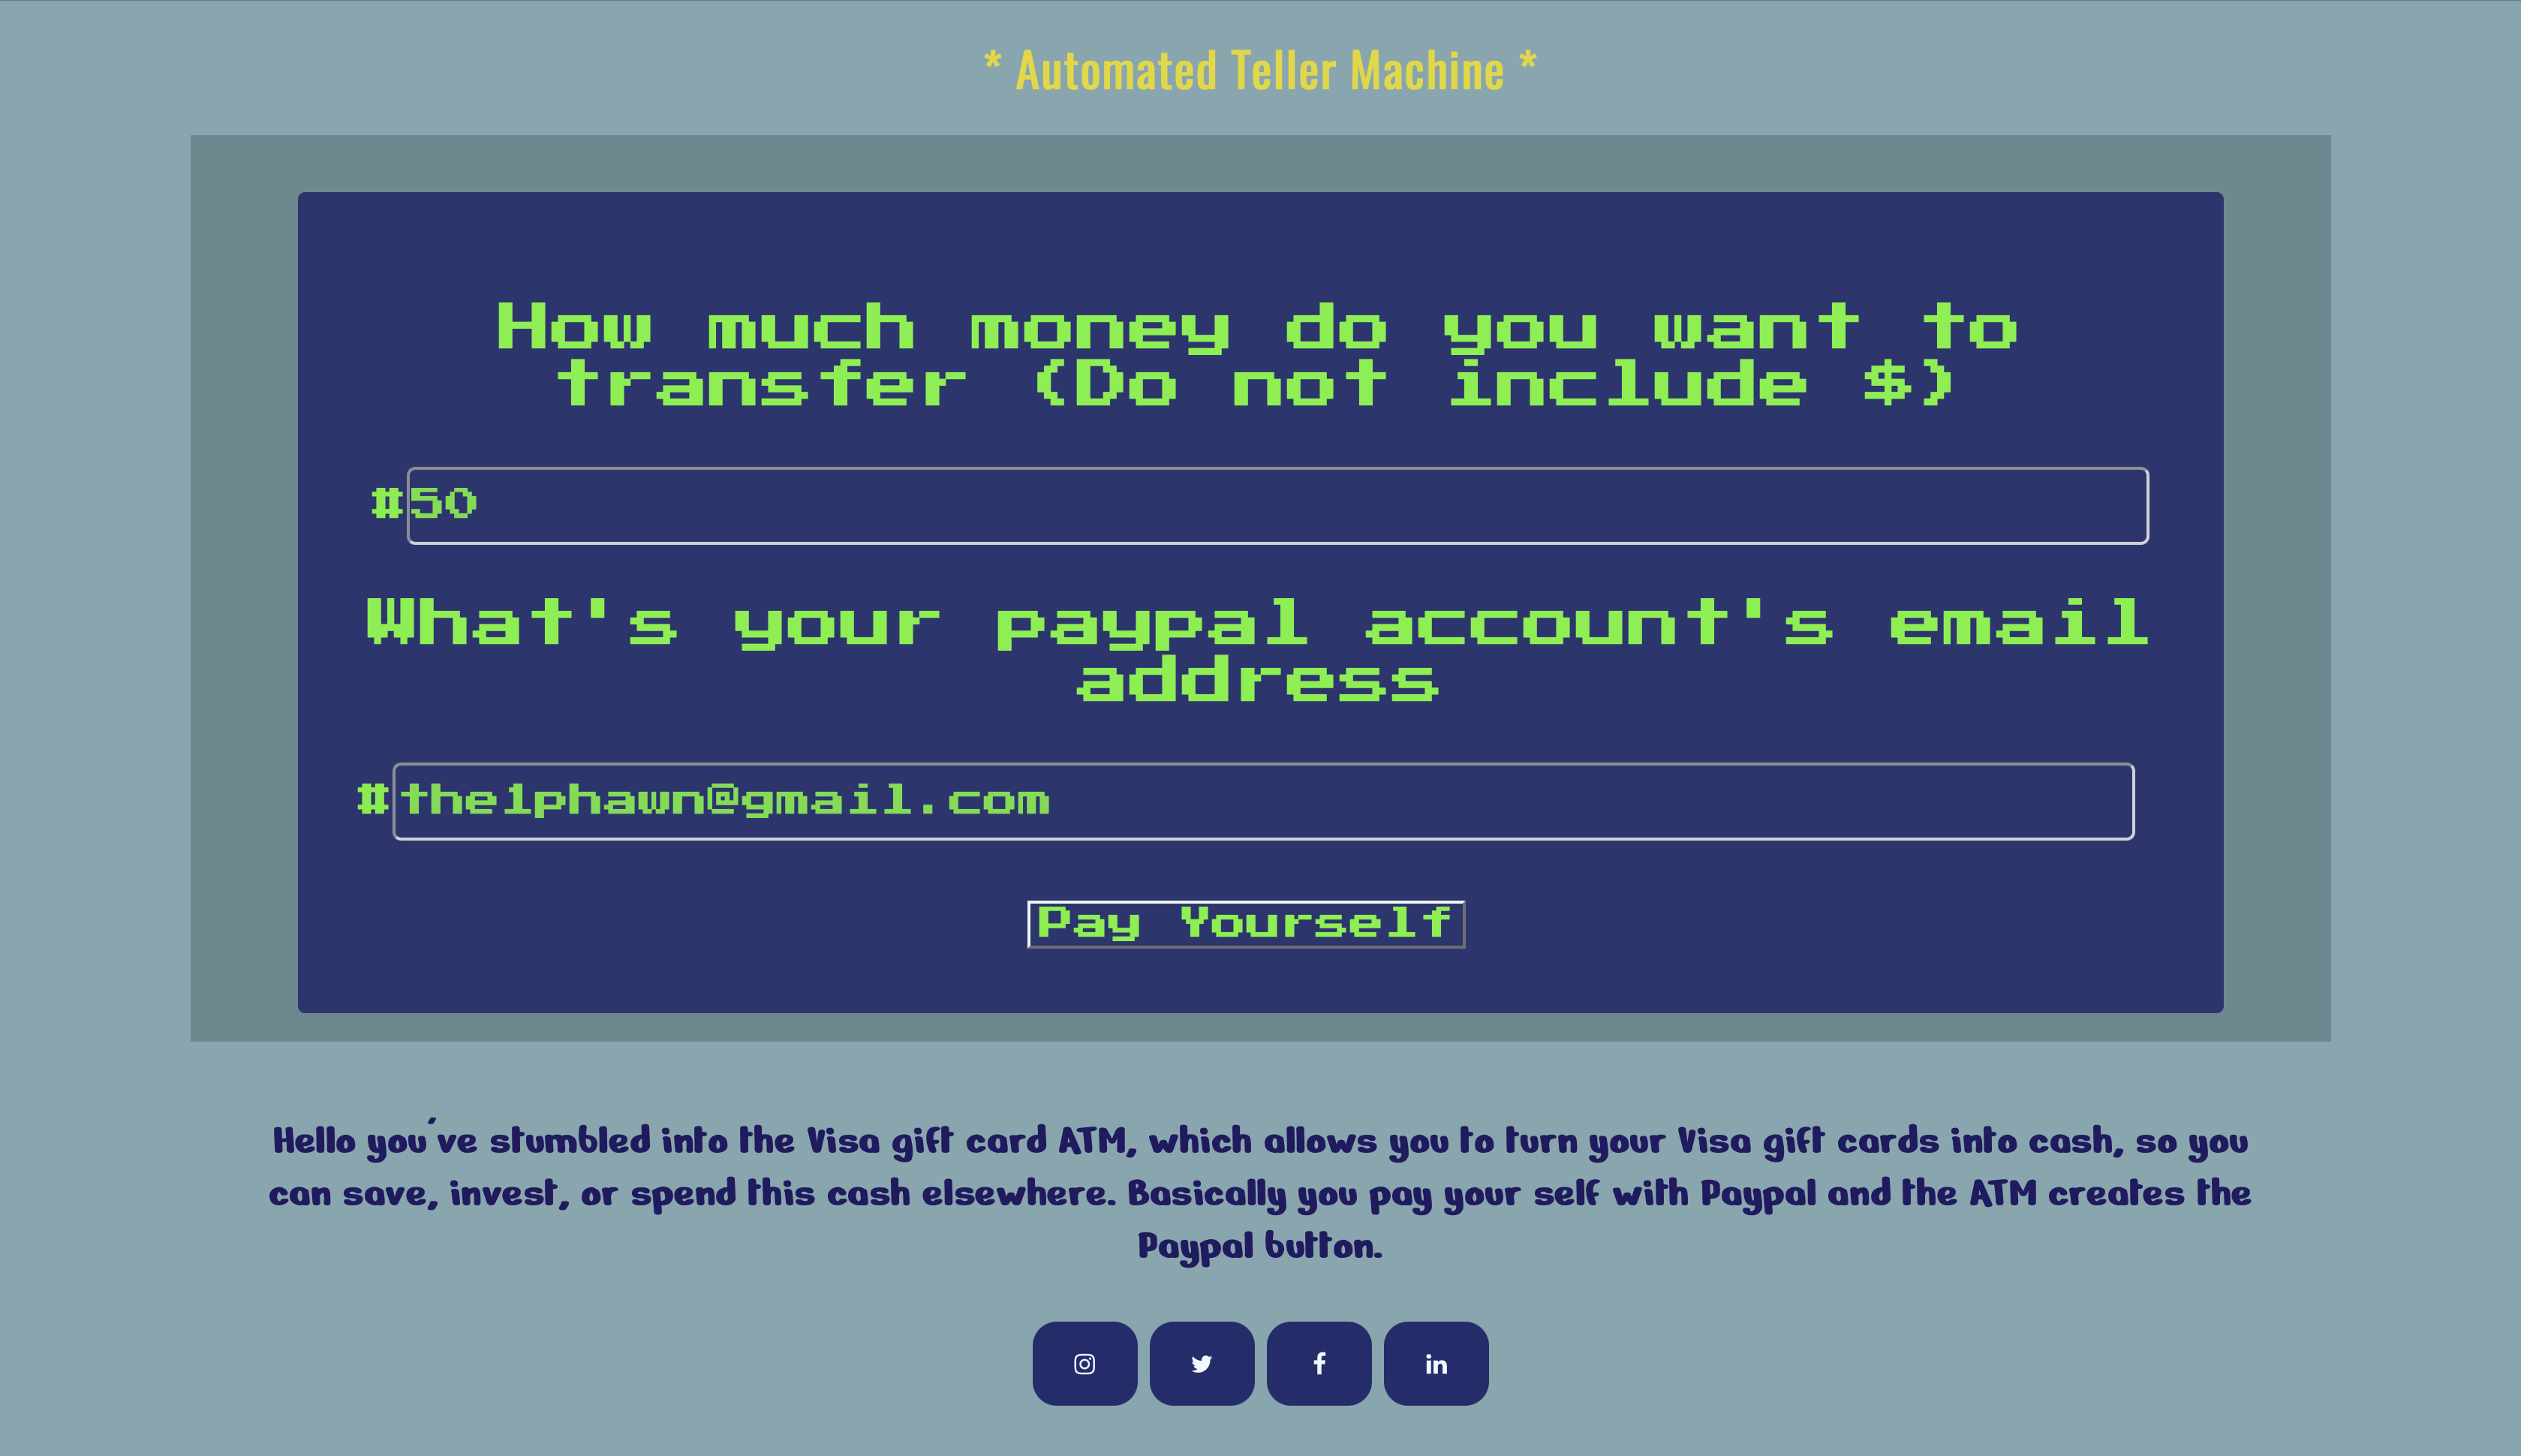 * Automated Teller Machine *
How much money do you want to
transfer (Do not include $)
#50
What's your paypal account's email
address
#the1phawn@gmail.com
Pay Yourself
Hello you've stumbled into the Visa gift card ATM, which allows you to turn your Visa gift cards into cash, so you
can save, invest, or spend this cash elsewhere. Basically you pay your self with Paypal and the ATM creates the
Paypal button.